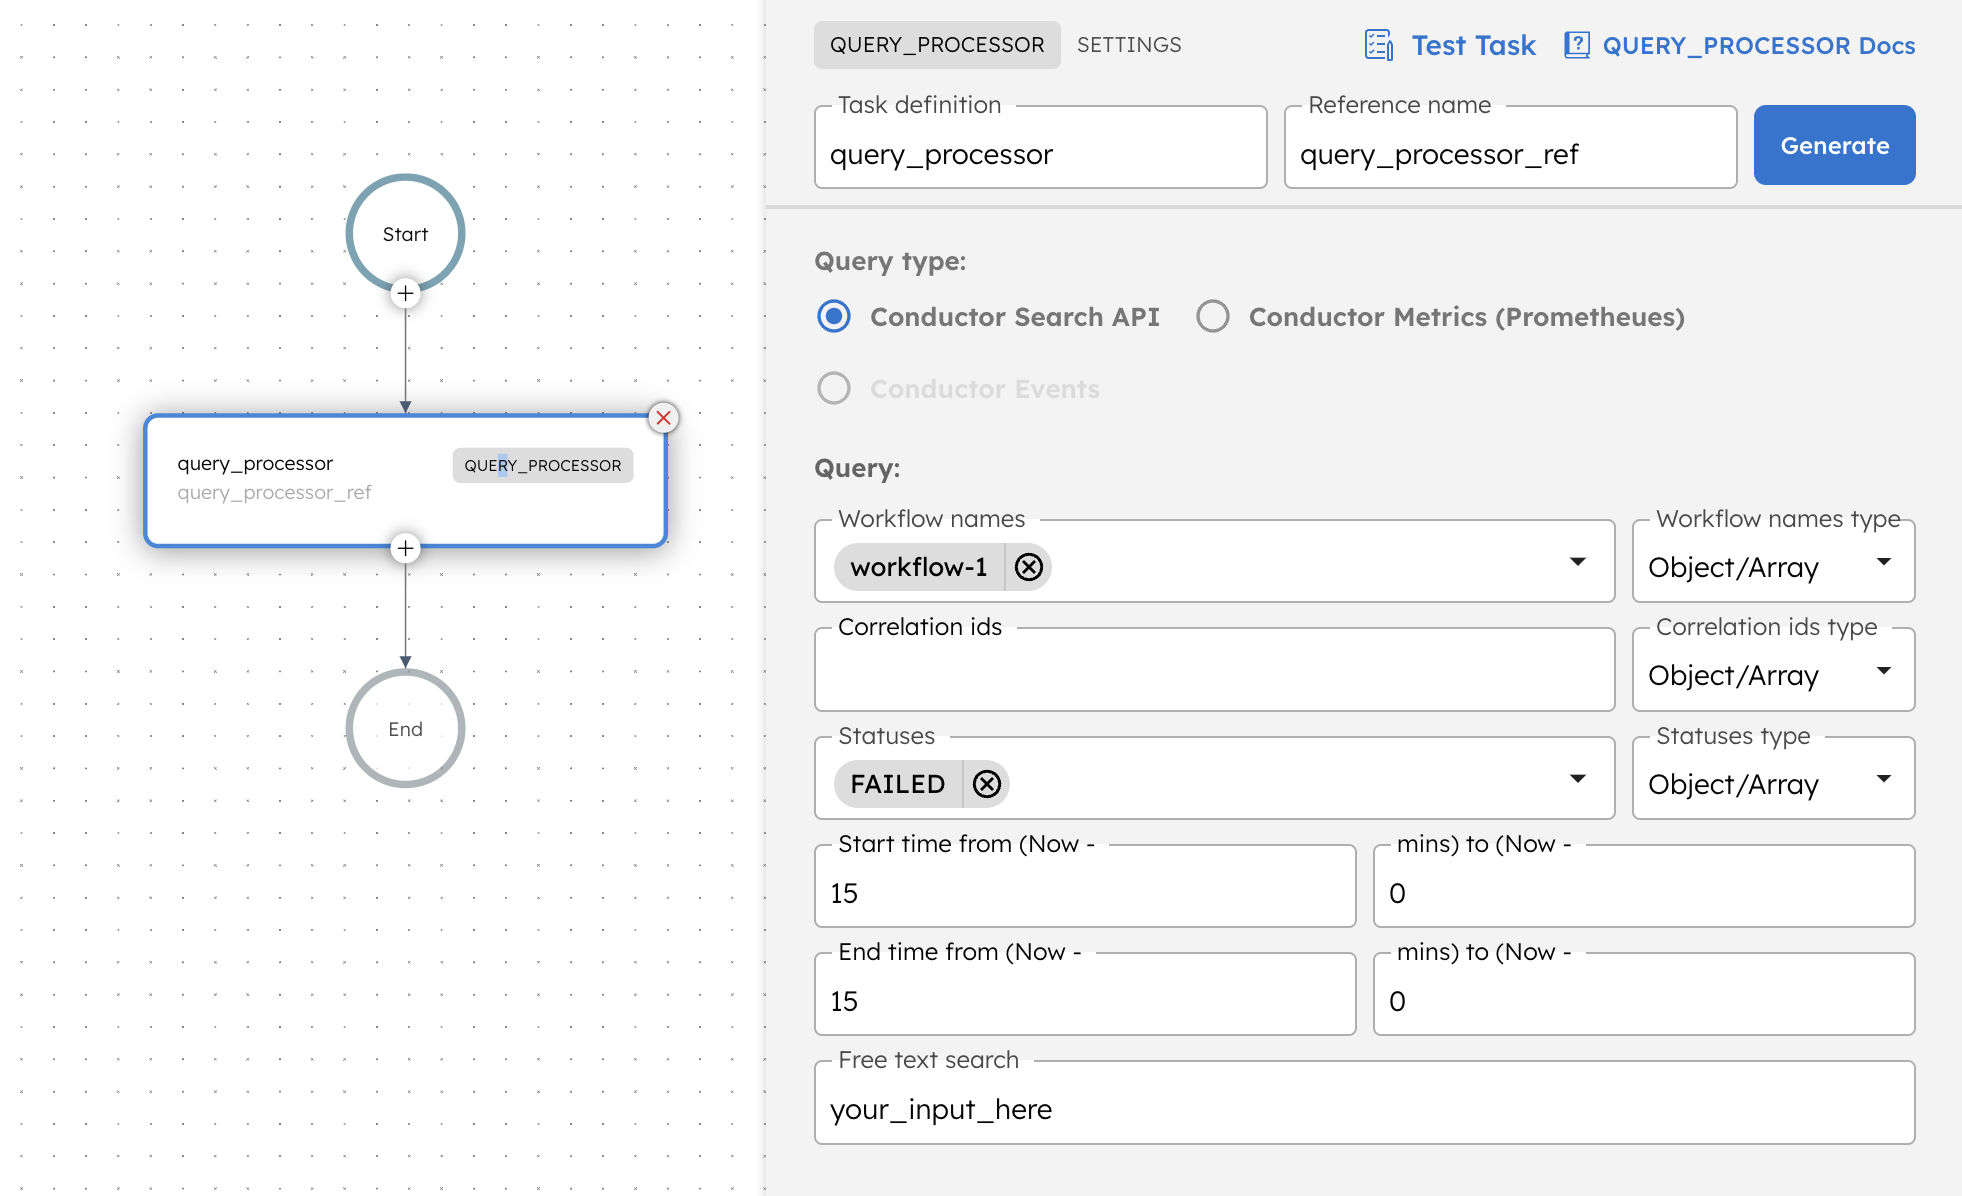 Start
query_processor
QUERY_PROCESSOR
query_processor_ref
End
QUERY_PROCESSOR
SETTINGS
Test Task
QUERY_PROCESSOR Docs
Task definition
query_processor
Reference name
query_processor_ref
Generate
Query type:
Conductor Search API
Conductor Metrics (Prometheues)
Conductor Events
Query:
Workflow names
workflow-1
Workflow names type
Object/Array
Correlation ids
Correlation ids type
Object/Array
Statuses
FAILED
Statuses type
Object/Array
Start time from (Now -
15
mins) to (Now -
0
End time from (Now -
15
mins) to (Now -
0
Free text search
your_input_here